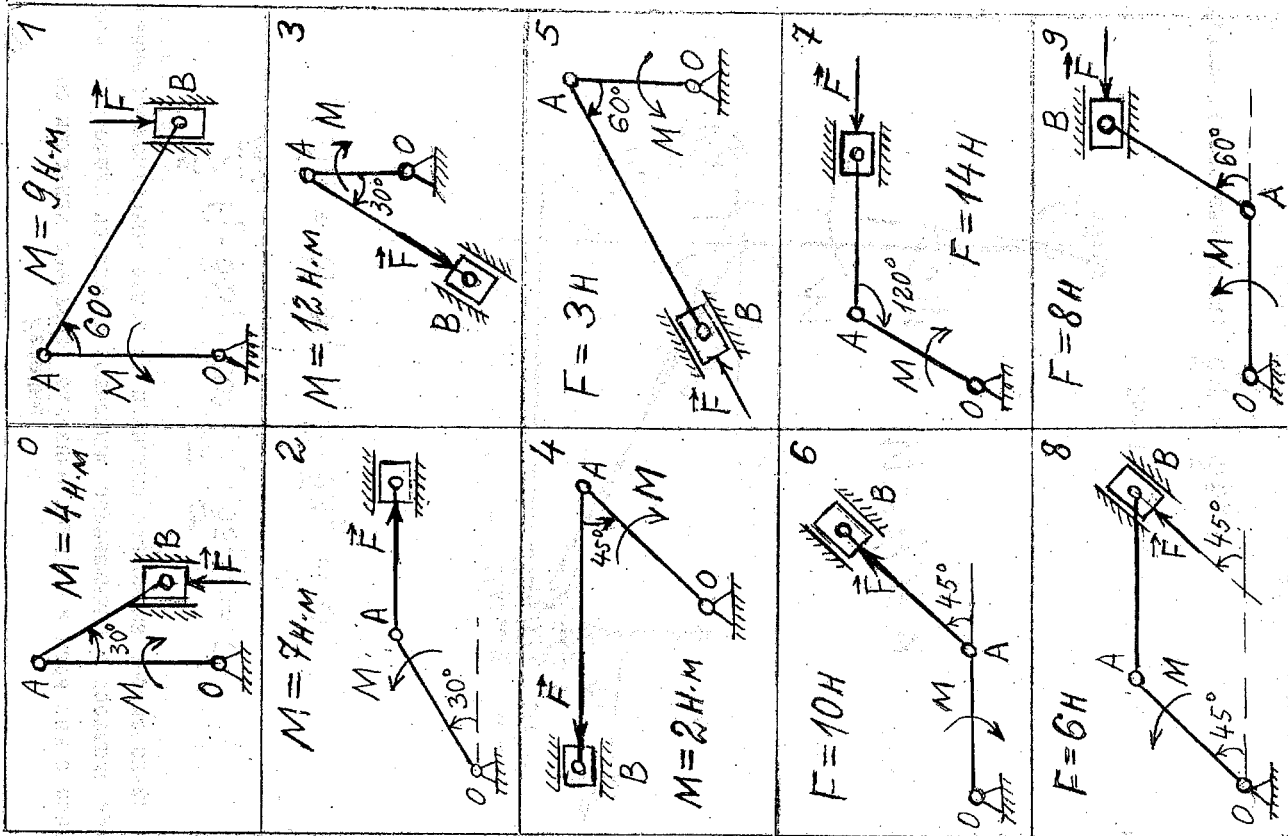 0
M = 4 Н·М
A
30°
M
B
F
O
1
M = 9 Н·М
A
60°
M
F
B
O
2
M = 7 Н·М
M
A
F
30°
O
3
M = 12 Н·М
A
M
30°
O
F
B
4
F
A
45°
M
B
O
M = 2 Н·М
5
A
60°
M
O
F = 3 Н
F
B
6
F = 10 Н
F
B
M
45°
O
A
7
F
A
120°
M
O
F = 14 Н
8
F = 6 Н
A
M
B
F
45°
45°
O
9
F = 8 Н
B
F
M
60°
O
A